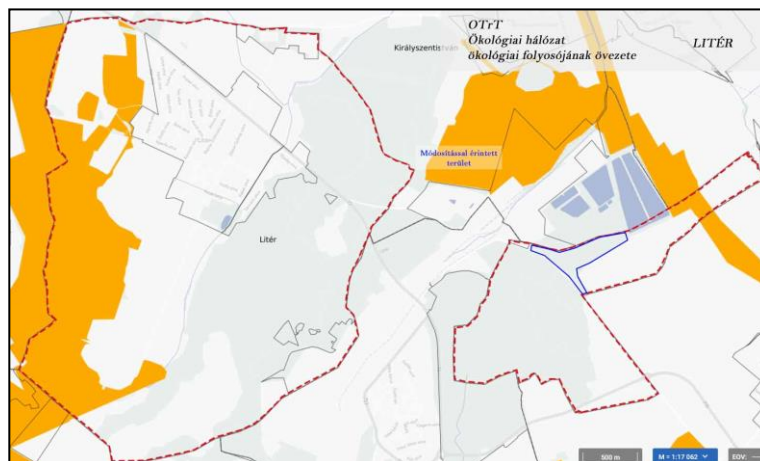 OTrT
Ökológiai hálózat
ökológiai folyosójának övezete
LITÉR
Királyszentistván
Módosítással érintett
terület
Litér
500 m
M = 1:17 062
EOV: